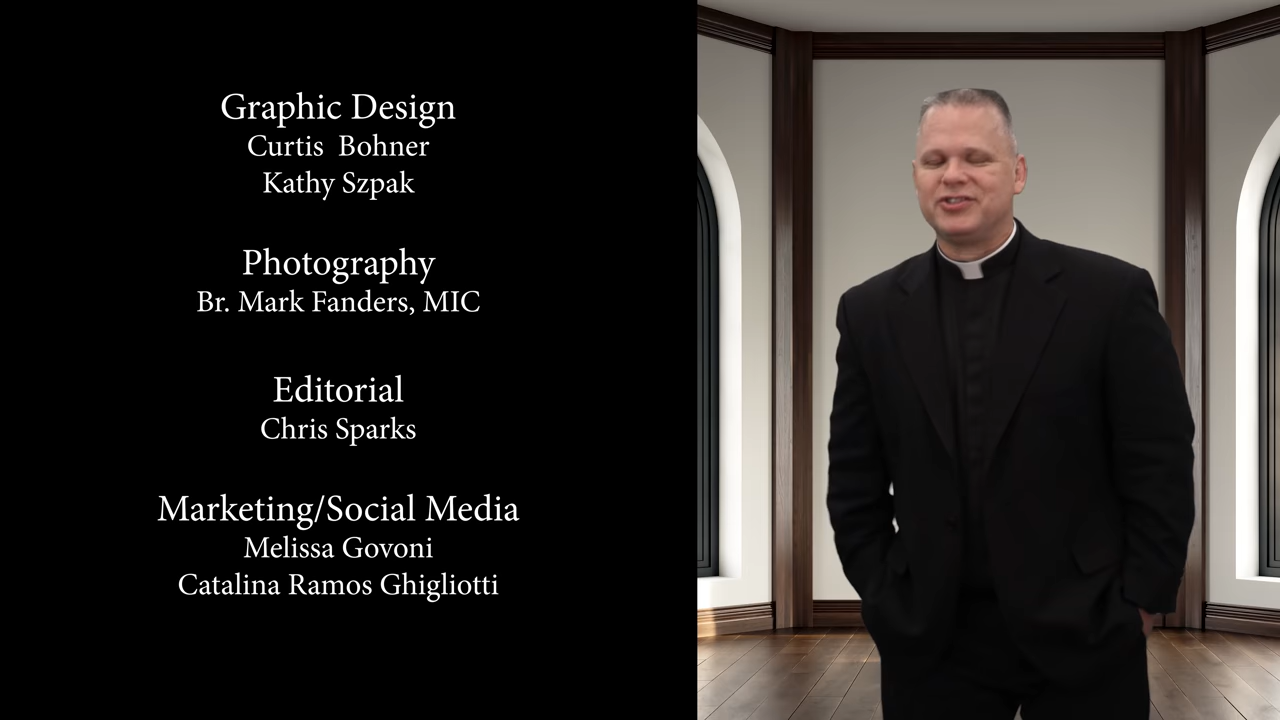 Graphic Design
Curtis Bohner
Kathy Szpak
Photography
Br. Mark Fanders, MIC
Editorial
Chris Sparks
Marketing/Social Media
Melissa Govoni
Catalina Ramos Ghigliotti